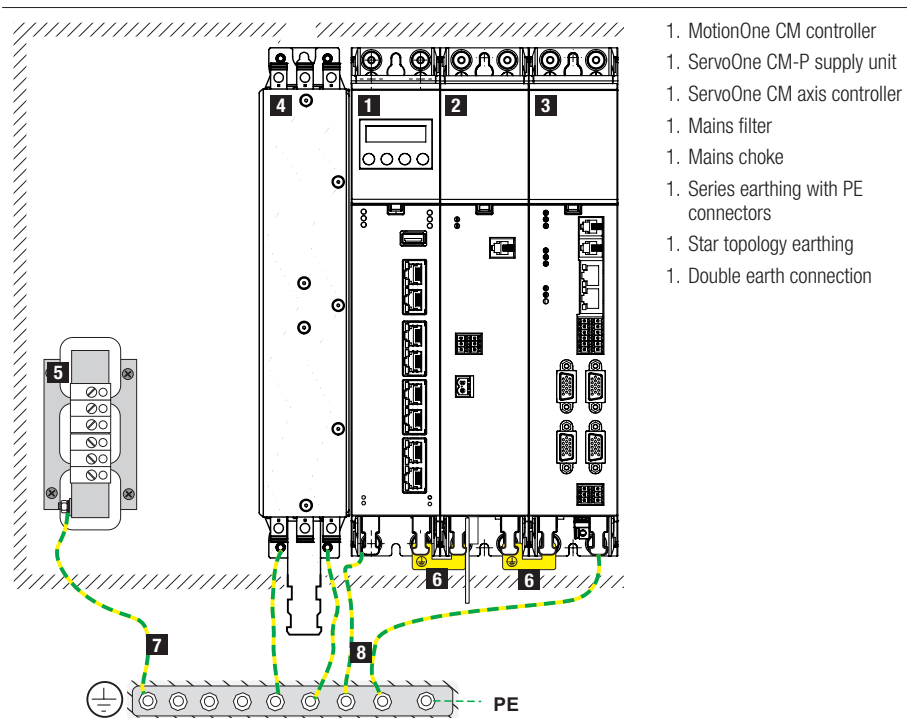 1. MotionOne CM controller
1. ServoOne CM-P supply unit
1. ServoOne CM axis controller
1. Mains filter
1. Mains choke
1. Series earthing with PE
connectors
1. Star topology earthing
1. Double earth connection
4
1
2
3
5
6
6
7
8
PE